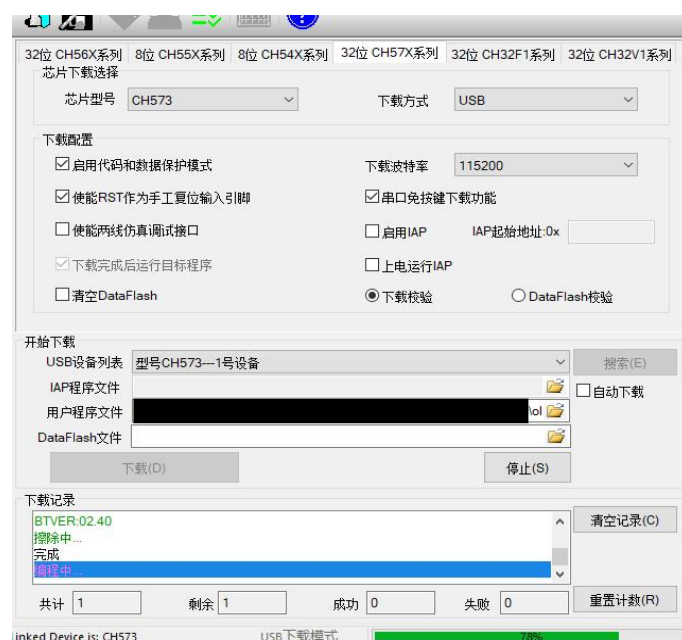 32位 CH56X系列 8位 CH55X系列 8位 CH54X系列 32位 CH57X系列 32位 CH32F1系列 32位 CH32V1系列
芯片下载选择
芯片型号 CH573 下载方式 USB
下载配置
启用代码和数据保护模式 下载波特率 115200
使能RST作为手工复位输入引脚 串口免按键下载功能
使能两线仿真调试接口 启用IAP IAP起始地址:0x
下载完成后运行目标程序 上电运行IAP
清空DataFlash 下载校验 DataFlash校验
开始下载
USB设备列表 型号CH573---1号设备 搜索(E)
IAP程序文件 自动下载
用户程序文件 \ol
DataFlash文件
下载(D) 停止(S)
下载记录
BTVER:02.40 清空记录(C)
擦除中...
完成
编程中...
共计 1 剩余 1 成功 0 失败 0 重置计数(R)
inked Device is: CH573 USB下载模式 78%